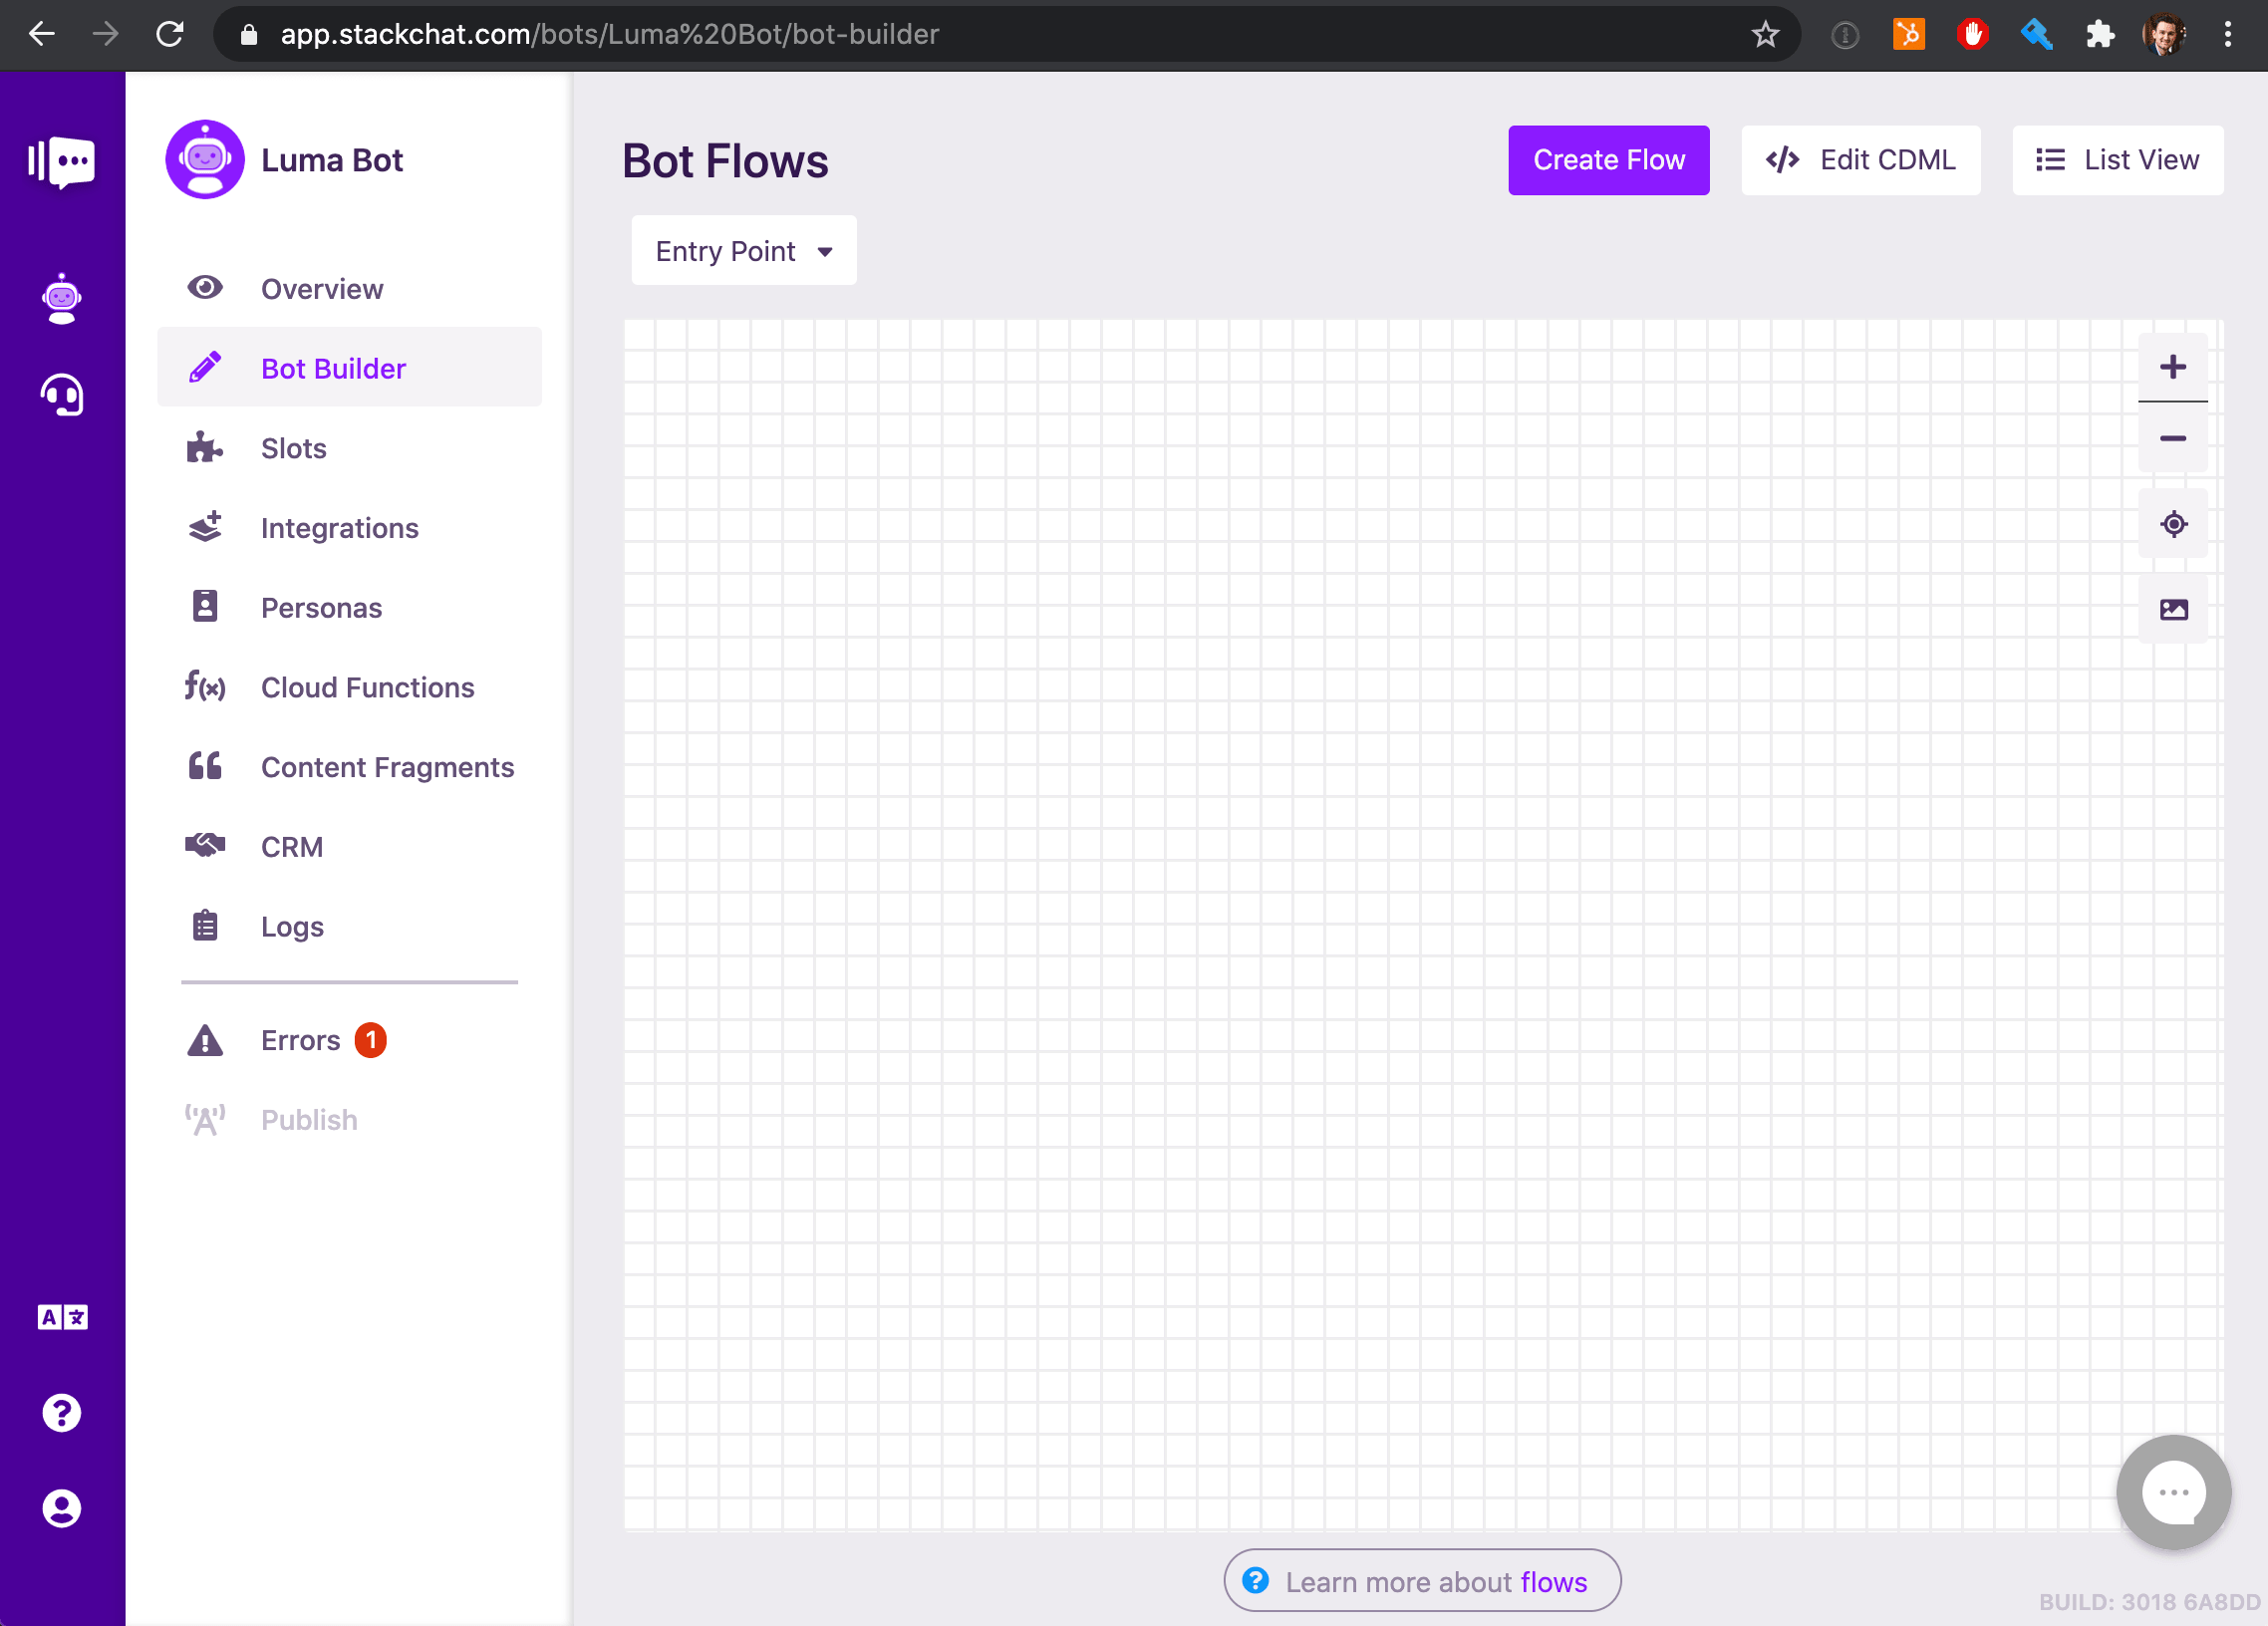 app.stackchat.com/bots/Luma%20Bot/bot-builder
Luma Bot
Overview
Bot Builder
Slots
Integrations
Personas
f(x) Cloud Functions
Content Fragments
CRM
Logs
Errors 1
Publish
A 文
Bot Flows
Create Flow
</> Edit CDML
List View
Entry Point
? Learn more about flows
BUILD: 3018 6A8DD